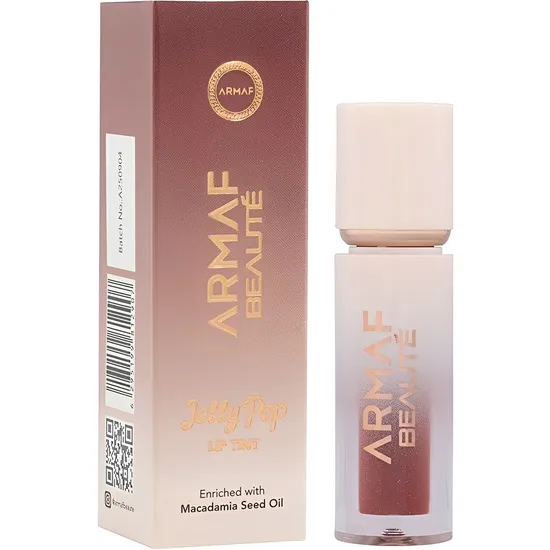 ARMAF
ARMAF
BEAUTÉ
Jelly Pop
LIP TINT
Enriched with
Macadamia Seed Oil
Batch No. A250904
ARMAF
BEAUTÉ